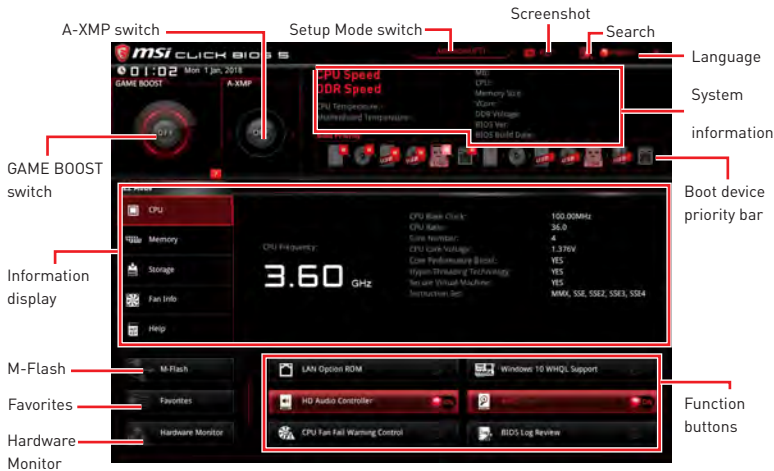 Screenshot
A-XMP switch
Setup Mode switch
Search
msi CLICK BIOS 5
Language
01:02 Mon 1 Jan, 2018
GAME BOOST
A-XMP
CPU Speed
DDR Speed
MB:
CPU:
Memory Size:
VCore:
DDR Voltage:
BIOS Ver:
BIOS Build Date:
CPU Temperature:
Motherboard Temperature:
OFF
System
information
GAME BOOST
switch
Boot device
priority bar
CPU
Memory
Storage
Fan Info
Help
CPU Frequency:
3.60 GHz
CPU Base Clock: 100.00MHz
CPU Ratio: 36.0
Core Number: 4
CPU Core Voltage: 1.376V
Core Performance Boost: YES
Hyper-Threading Technology: YES
Secure Virtual Machine: YES
Instruction Set: MMX, SSE, SSE2, SSE3, SSE4
Information
display
M-Flash
Favorites
Hardware
Monitor
M-Flash
Favorites
Hardware Monitor
LAN Option ROM
Windows 10 WHQL Support
HD Audio Controller
ON
ON
CPU Fan Fail Warning Control
BIOS Log Review
Function
buttons